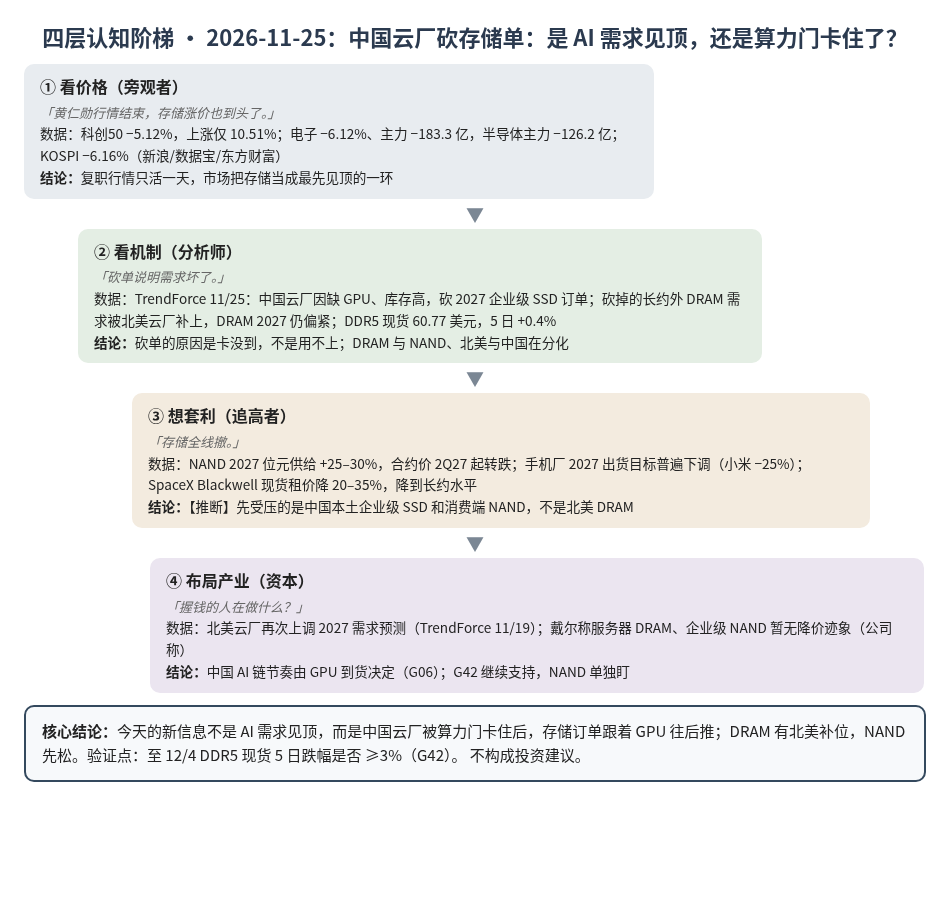 四层认知阶梯 · 2026-11-25：中国云厂砍存储单：是 AI 需求见顶，还是算力门卡住了？
① 看价格（旁观者）
「黄仁勋行情结束，存储涨价也到头了。」
数据：科创50 −5.12%，上涨仅 10.51%；电子 −6.12%、主力 −183.3 亿，半导体主力 −126.2 亿；
KOSPI −6.16%（新浪/数据宝/东方财富）
结论：复职行情只活一天，市场把存储当成最先见顶的一环
▼
② 看机制（分析师）
「砍单说明需求坏了。」
数据：TrendForce 11/25：中国云厂因缺 GPU、库存高，砍 2027 企业级 SSD 订单；砍掉的长约外 DRAM 需
求被北美云厂补上，DRAM 2027 仍偏紧；DDR5 现货 60.77 美元，5 日 +0.4%
结论：砍单的原因是卡没到，不是用不上；DRAM 与 NAND、北美与中国在分化
▼
③ 想套利（追高者）
「存储全线撤。」
数据：NAND 2027 位元供给 +25–30%，合约价 2Q27 起转跌；手机厂 2027 出货目标普遍下调（小米 −25%）；
SpaceX Blackwell 现货租价降 20–35%，降到长约水平
结论：【推断】先受压的是中国本土企业级 SSD 和消费端 NAND，不是北美 DRAM
▼
④ 布局产业（资本）
「握钱的人在做什么？」
数据：北美云厂再次上调 2027 需求预测（TrendForce 11/19）；戴尔称服务器 DRAM、企业级 NAND 暂无降价迹象（公司
称）
结论：中国 AI 链节奏由 GPU 到货决定（G06）；G42 继续支持，NAND 单独盯
核心结论：今天的新信息不是 AI 需求见顶，而是中国云厂被算力门卡住后，存储订单跟着 GPU 往后推；DRAM 有北美补位，NAND
先松。验证点：至 12/4 DDR5 现货 5 日跌幅是否 ⩾3%（G42）。 不构成投资建议。